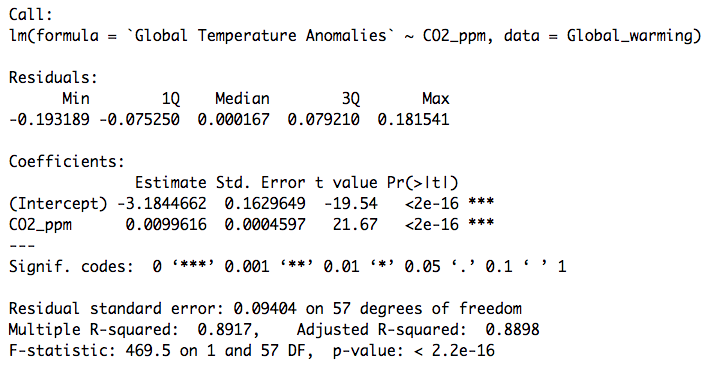 Call:
lm(formula = `Global Temperature Anomalies` ~ CO2_ppm, data = Global_warming)
Residuals:
Min 1Q Median 3Q Max
-0.193189 -0.075250 0.000167 0.079210 0.181541
Coefficients:
Estimate Std. Error t value Pr(>|t|)
(Intercept) -3.1844662 0.1629649 -19.54 <2e-16 ***
CO2_ppm 0.0099616 0.0004597 21.67 <2e-16 ***
---
Signif. codes: 0 ‘***’ 0.001 ‘**’ 0.01 ‘*’ 0.05 ‘.’ 0.1 ‘ ’ 1
Residual standard error: 0.09404 on 57 degrees of freedom
Multiple R-squared: 0.8917, Adjusted R-squared: 0.8898
F-statistic: 469.5 on 1 and 57 DF, p-value: < 2.2e-16